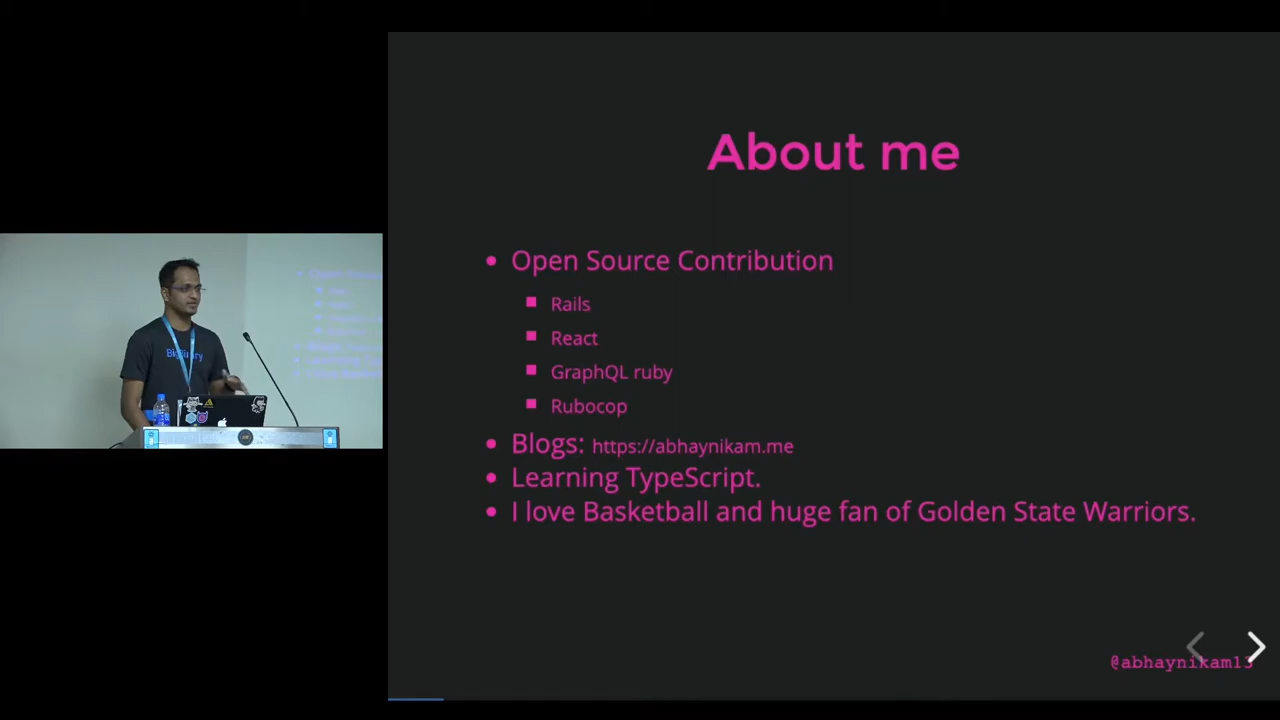 About me
Open Source Contribution
Rails
React
GraphQL ruby
Rubocop
Blogs: https://abhaynikam.me
Learning TypeScript.
I love Basketball and huge fan of Golden State Warriors.
@abhaynikam13
BigBinary